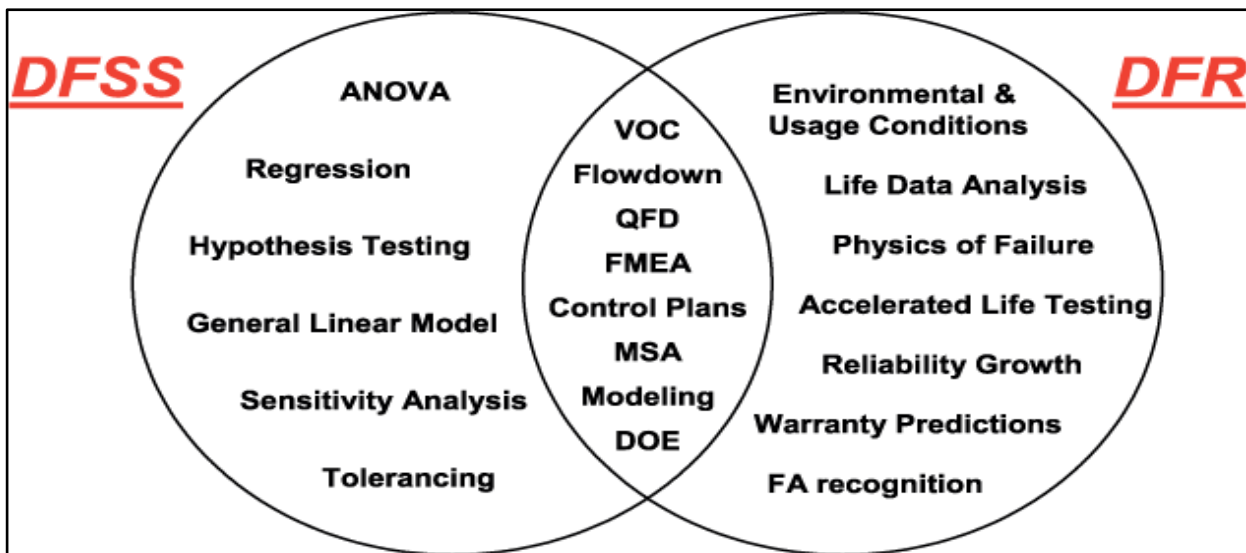 DFSS
ANOVA
Regression
Hypothesis Testing
General Linear Model
Sensitivity Analysis
Tolerancing
VOC
Flowdown
QFD
FMEA
Control Plans
MSA
Modeling
DOE
DFR
Environmental &
Usage Conditions
Life Data Analysis
Physics of Failure
Accelerated Life Testing
Reliability Growth
Warranty Predictions
FA recognition